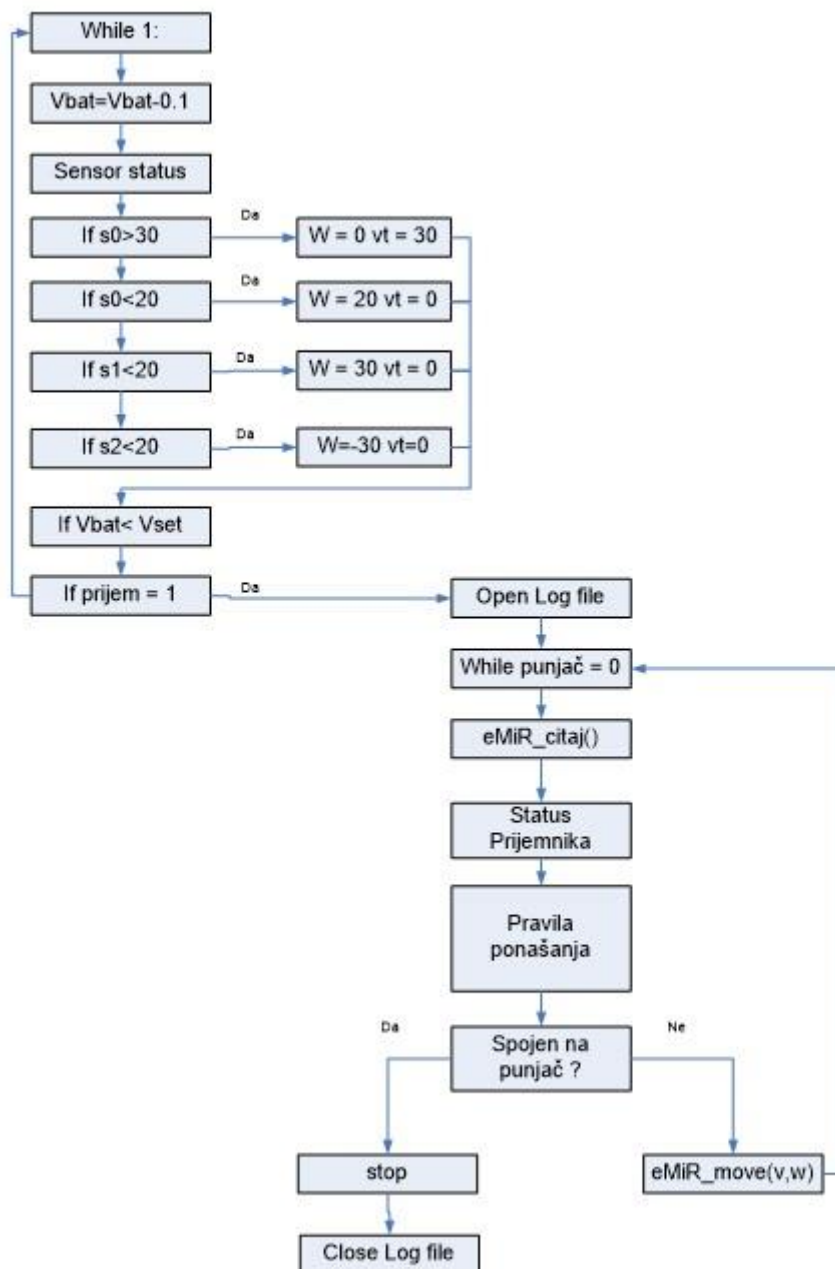 While 1:
Vbat=Vbat-0.1
Sensor status
If s0>30
Da
W = 0 vt = 30
If s0<20
Da
W = 20 vt = 0
If s1<20
Da
W = 30 vt = 0
If s2<20
Da
W=-30 vt=0
If Vbat< Vset
If prijem = 1
Da
Open Log file
While punjač = 0
eMiR_citaj()
Status
Prijemnika
Pravila
ponašanja
Da
Spojen na
punjač ?
Ne
stop
eMiR_move(v,w)
Close Log file